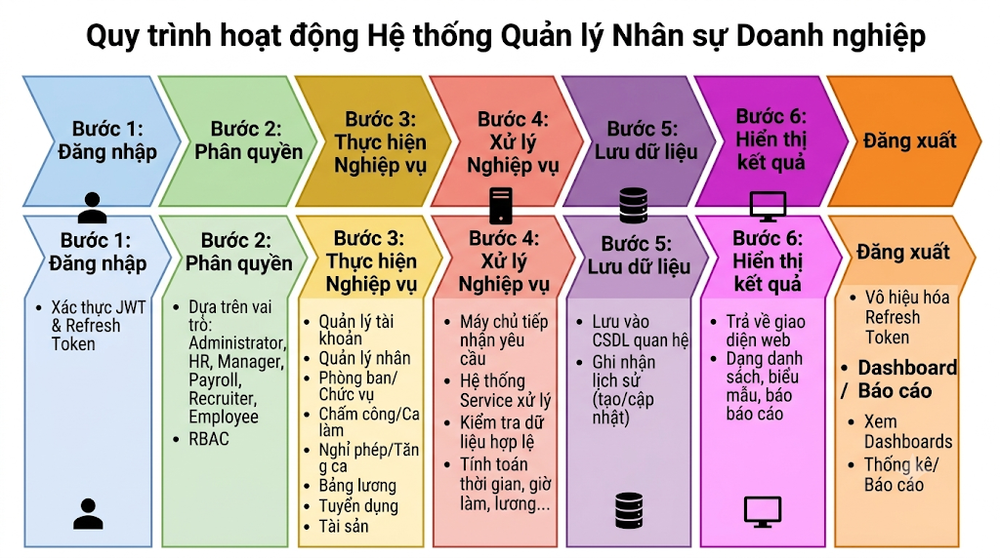 Quy trình hoạt động Hệ thống Quản lý Nhân sự Doanh nghiệp
Bước 1:
Đăng nhập
Bước 2:
Phân quyền
Bước 3:
Thực hiện
Nghiệp vụ
Bước 4:
Xử lý
Nghiệp vụ
Bước 5:
Lưu dữ liệu
Bước 6:
Hiển thị
kết quả
Đăng xuất
Bước 1:
Đăng nhập
• Xác thực JWT
& Refresh
Token
Bước 2:
Phân quyền
• Dựa trên vai
trò:
Administrator,
HR, Manager,
Payroll,
Recruiter,
Employee
• RBAC
Bước 3:
Thực hiện
Nghiệp vụ
• Quản lý tài
khoản
• Quản lý nhân
• Phòng ban/
Chức vụ
• Chấm công/Ca
làm
• Nghỉ phép/Tăn
g ca
• Bảng lương
• Tuyển dụng
• Tài sản
Bước 4:
Xử lý
Nghiệp vụ
• Máy chủ tiếp
nhận yêu
cầu
• Hệ thống
Service xử lý
• Kiểm tra dữ
liệu hợp lệ
• Tính toán
thời gian, giờ
làm, lương...
Bước 5:
Lưu dữ liệu
• Lưu vào
CSDL quan hệ
• Ghi nhận
lịch sử
(tạo/cập
nhật)
Bước 6:
Hiển thị
kết quả
• Trả về giao
diện web
• Dạng danh
sách, biểu
mẫu, báo
báo cáo
Đăng xuất
• Vô hiệu hóa
Refresh
Token
• Dashboard
/ Báo cáo
• Xem
Dashboards
• Thống kê/
Báo cáo